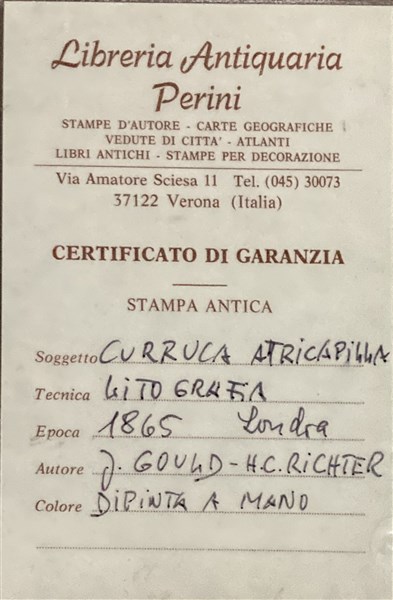 Libreria Antiquaria
Perini
STAMPE D'AUTORE - CARTE GEOGRAFICHE
VEDUTE DI CITTA' - ATLANTI
LIBRI ANTICHI - STAMPE PER DECORAZIONE
Via Amatore Sciesa 11 Tel. (045) 30073
37122 Verona (Italia)
CERTIFICATO DI GARANZIA
STAMPA ANTICA
Soggetto CURRUCA ATRICAPILLA
Tecnica LITOGRAFIA
Epoca 1865 Londra
Autore J. GOULD - H.C. RICHTER
Colore DIPINTA A MANO